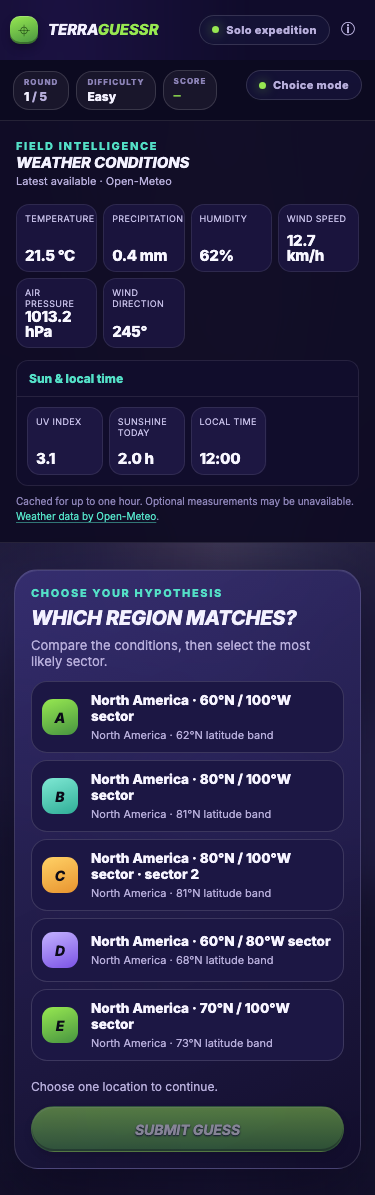 TERRAGUESSR
Solo expedition
ROUND
1 / 5
DIFFICULTY
Easy
SCORE
–
Choice mode
FIELD INTELLIGENCE
WEATHER CONDITIONS
Latest available · Open-Meteo
TEMPERATURE
21.5 °C
PRECIPITATION
0.4 mm
HUMIDITY
62%
WIND SPEED
12.7
km/h
AIR
PRESSURE
1013.2
hPa
WIND
DIRECTION
245°
Sun & local time
UV INDEX
3.1
SUNSHINE
TODAY
2.0 h
LOCAL TIME
12:00
Cached for up to one hour. Optional measurements may be unavailable.
Weather data by Open-Meteo.
CHOOSE YOUR HYPOTHESIS
WHICH REGION MATCHES?
Compare the conditions, then select the most
likely sector.
A
North America · 60°N / 100°W
sector
North America · 62°N latitude band
B
North America · 80°N / 100°W
sector
North America · 81°N latitude band
C
North America · 80°N / 100°W
sector · sector 2
North America · 81°N latitude band
D
North America · 60°N / 80°W sector
North America · 68°N latitude band
E
North America · 70°N / 100°W
sector
North America · 73°N latitude band
Choose one location to continue.
SUBMIT GUESS